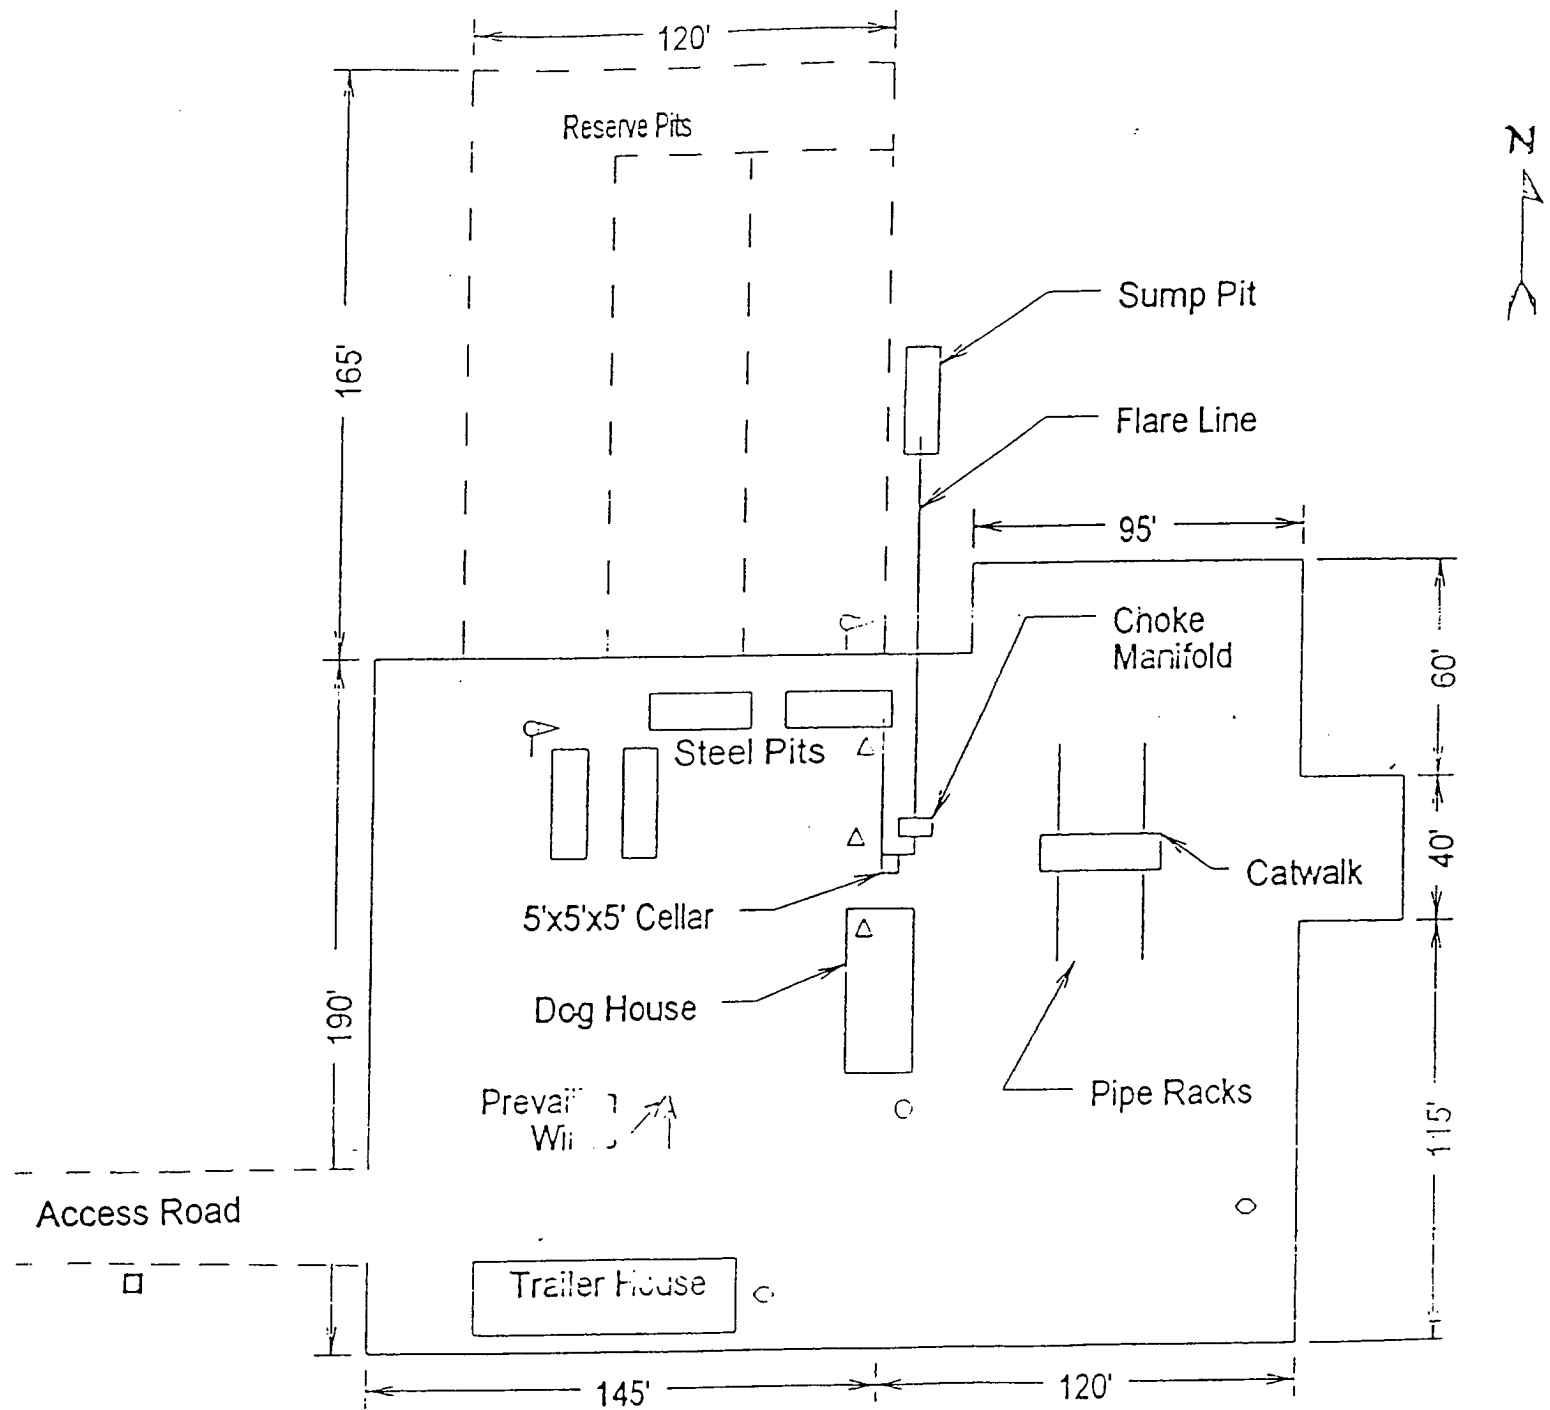 120'
Reserve Pits
N
Sump Pit
165'
Flare Line
95'
Choke
Manifold
60'
Steel Pits
40'
Catwalk
5'x5'x5' Cellar
190'
Dog House
Pipe Racks
115'
Access Road
Trailer House
145'
120'